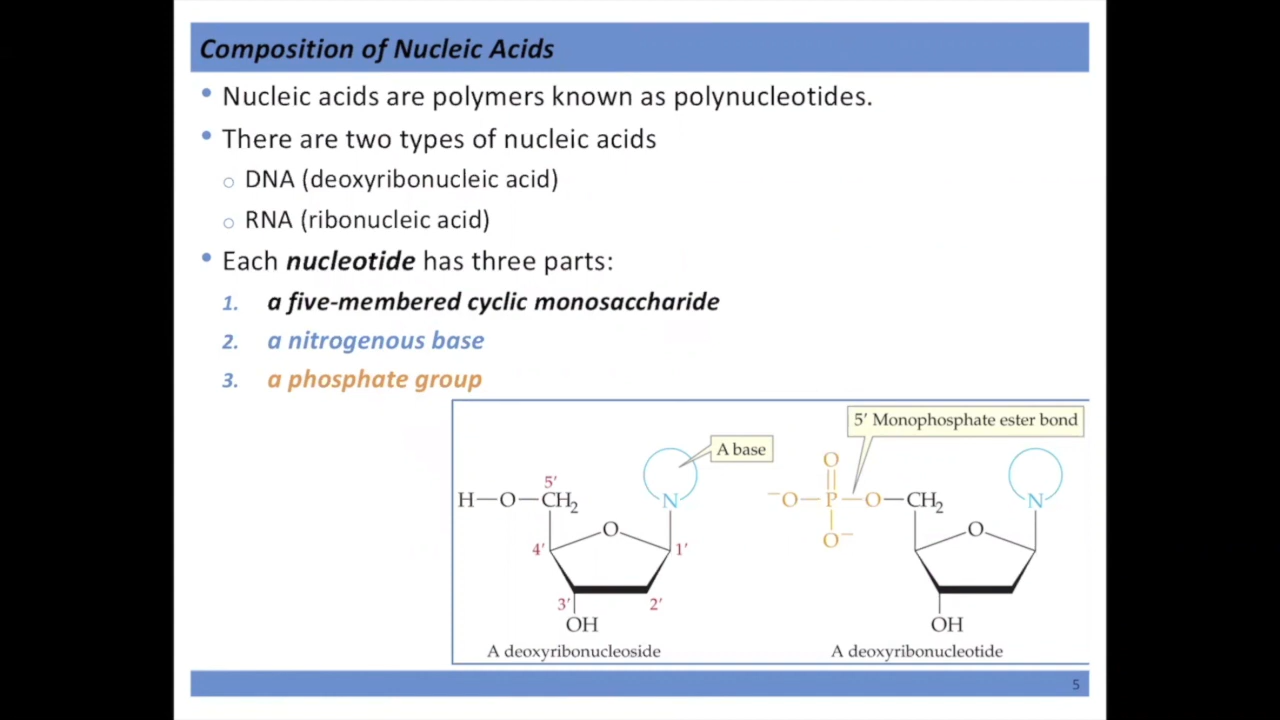 Composition of Nucleic Acids
• Nucleic acids are polymers known as polynucleotides.
• There are two types of nucleic acids
o DNA (deoxyribonucleic acid)
o RNA (ribonucleic acid)
• Each nucleotide has three parts:
1. a five-membered cyclic monosaccharide
2. a nitrogenous base
3. a phosphate group
A base
5′
H—O—CH₂
N
O
4′
1′
3′
2′
OH
A deoxyribonucleoside
5′ Monophosphate ester bond
O
⁻O—P—O—CH₂
N
O⁻
O
OH
A deoxyribonucleotide
5